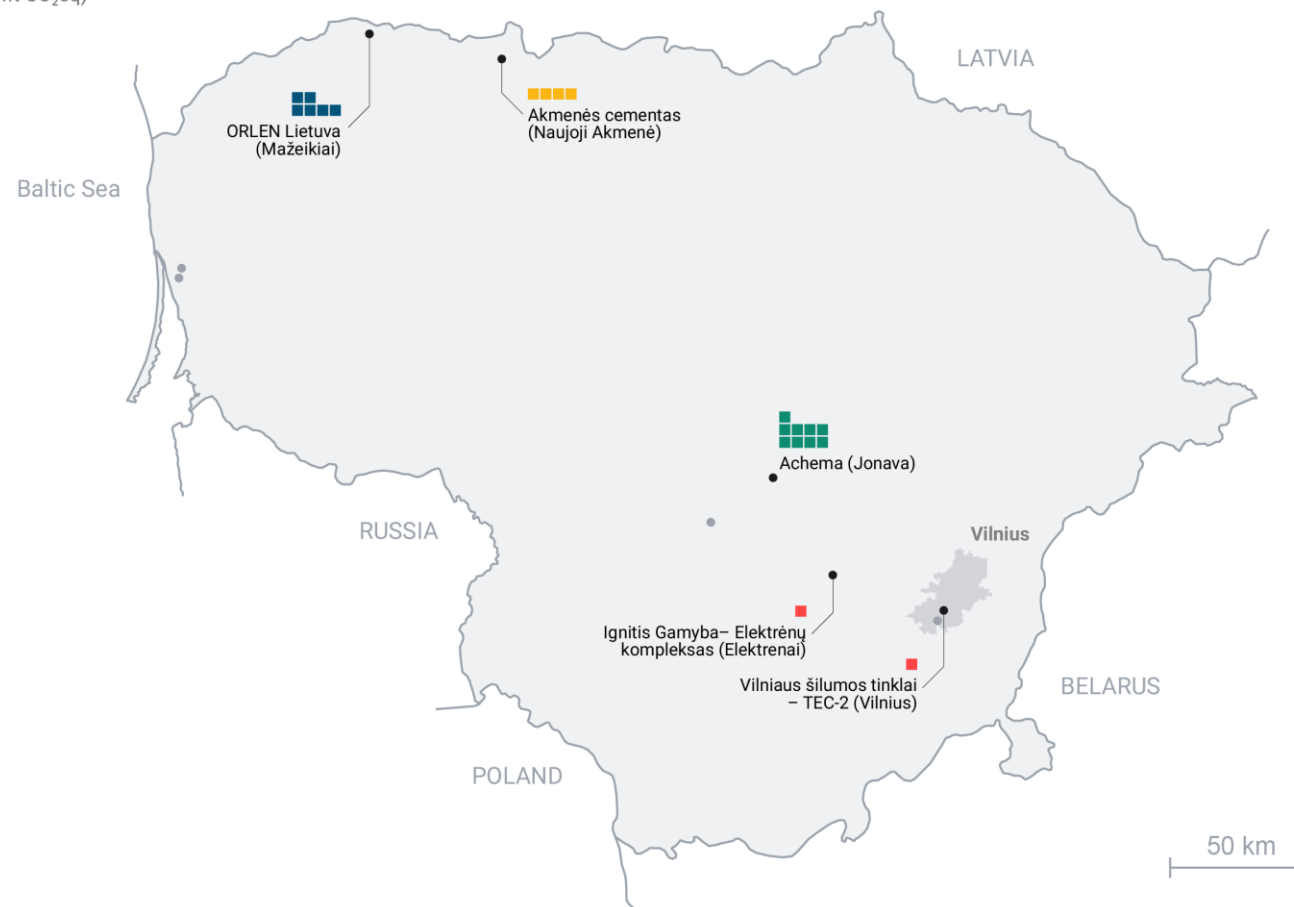 LATVIA
ORLEN Lietuva
(Mažeikiai)
Akmenės cementas
(Naujoji Akmenė)
Baltic Sea
Achema (Jonava)
RUSSIA
Vilnius
Ignitis Gamyba– Elektrėnų
kompleksas (Elektrenai)
Vilniaus šilumos tinklai
– TEC-2 (Vilnius)
BELARUS
POLAND
50 km